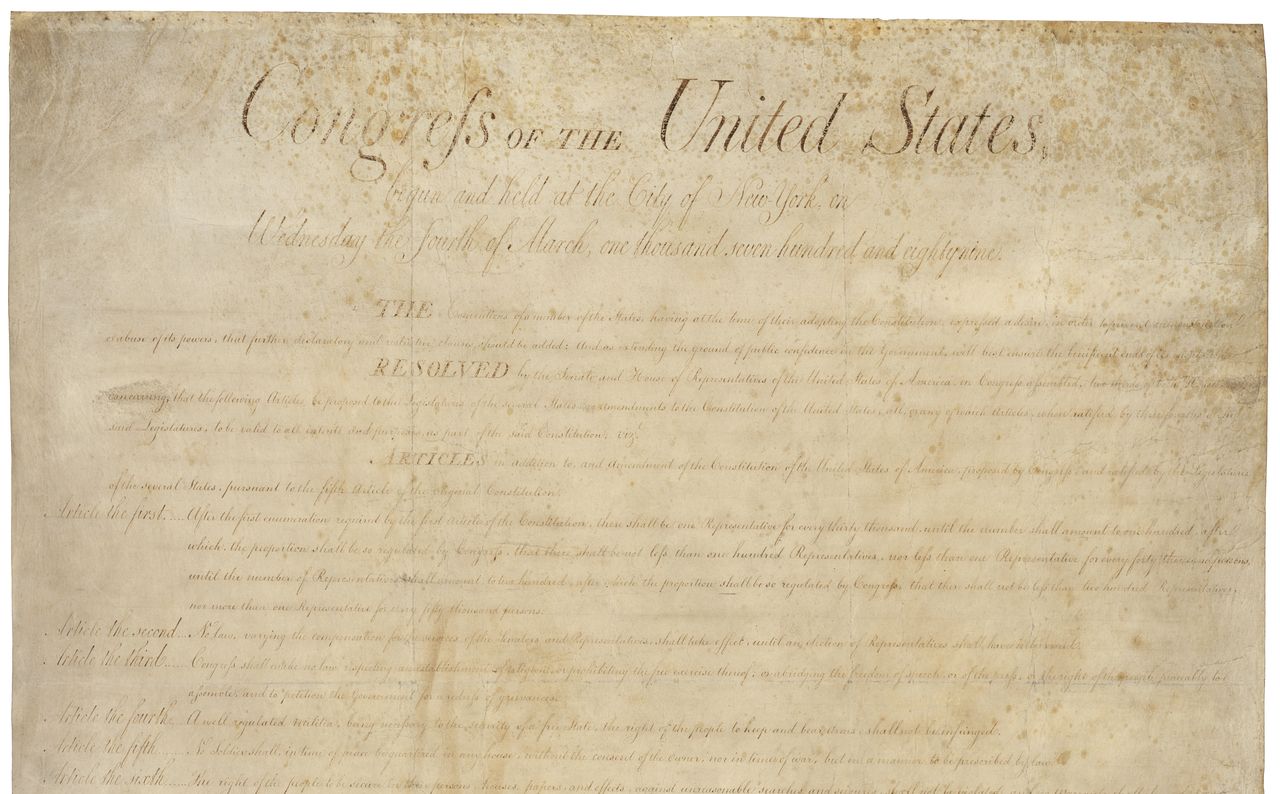 Congreſs OF THE United States,
begun and held at the City of New-York, on
Wednesday the fourth of March, one thousand seven hundred and eighty nine.
THE Conventions of a number of the States, having at the time of their adopting the Constitution, expressed a desire, in order to prevent misconstruction
or abuse of its powers, that further declaratory and restrictive clauses should be added: And as extending the ground of public confidence in the Government, will best ensure the beneficent ends of its
RESOLVED by the Senate and House of Representatives of the United States of America, in Congreſs aſsembled, two thirds of both Houses
concurring, that the following Articles be proposed to the Legislatures of the several States, as amendments to the Constitution of the United States, all, or any of which Articles, when ratified by three fourths of the
said Legislatures, to be valid to all intents and purposes, as part of the said Constitution; viz.
ARTICLES in addition to, and Amendment of the Constitution of the United States of America, proposed by Congreſs, and ratified by the Legislatures
of the several States, pursuant to the fifth Article of the original Constitution.
Article the first..... After the first enumeration required by the first Article of the Constitution, there shall be one Representative for every thirty thousand, until the number shall amount to one hundred, after
which, the proportion shall be so regulated by Congreſs, that there shall be not leſs than one hundred Representatives, nor leſs than one Representative for every forty thousand persons,
until the number of Representatives shall amount to two hundred, after which the proportion shall be so regulated by Congreſs, that there shall not be leſs than two hundred Representatives,
nor more than one Representative for every fifty thousand persons.
Article the second... No law, varying the compensation for the services of the Senators and Representatives, shall take effect, until an election of Representatives shall have intervened.
Article the third...... Congreſs shall make no law respecting an establishment of religion, or prohibiting the free exercise thereof; or abridging the freedom of speech, or of the preſs; or the right of the people peaceably to
aſsemble, and to petition the Government for a redreſs of grievances.
Article the fourth... A well regulated militia, being neceſsary to the security of a free State, the right of the people to keep and bear arms, shall not be infringed.
Article the fifth....... No Soldier shall, in time of peace be quartered in any house, without the consent of the owner, nor in time of war, but in a manner to be prescribed by law.
Article the sixth..... The right of the people to be secure in their persons, houses, papers, and effects, against unreasonable searches and seizures, shall not be violated,